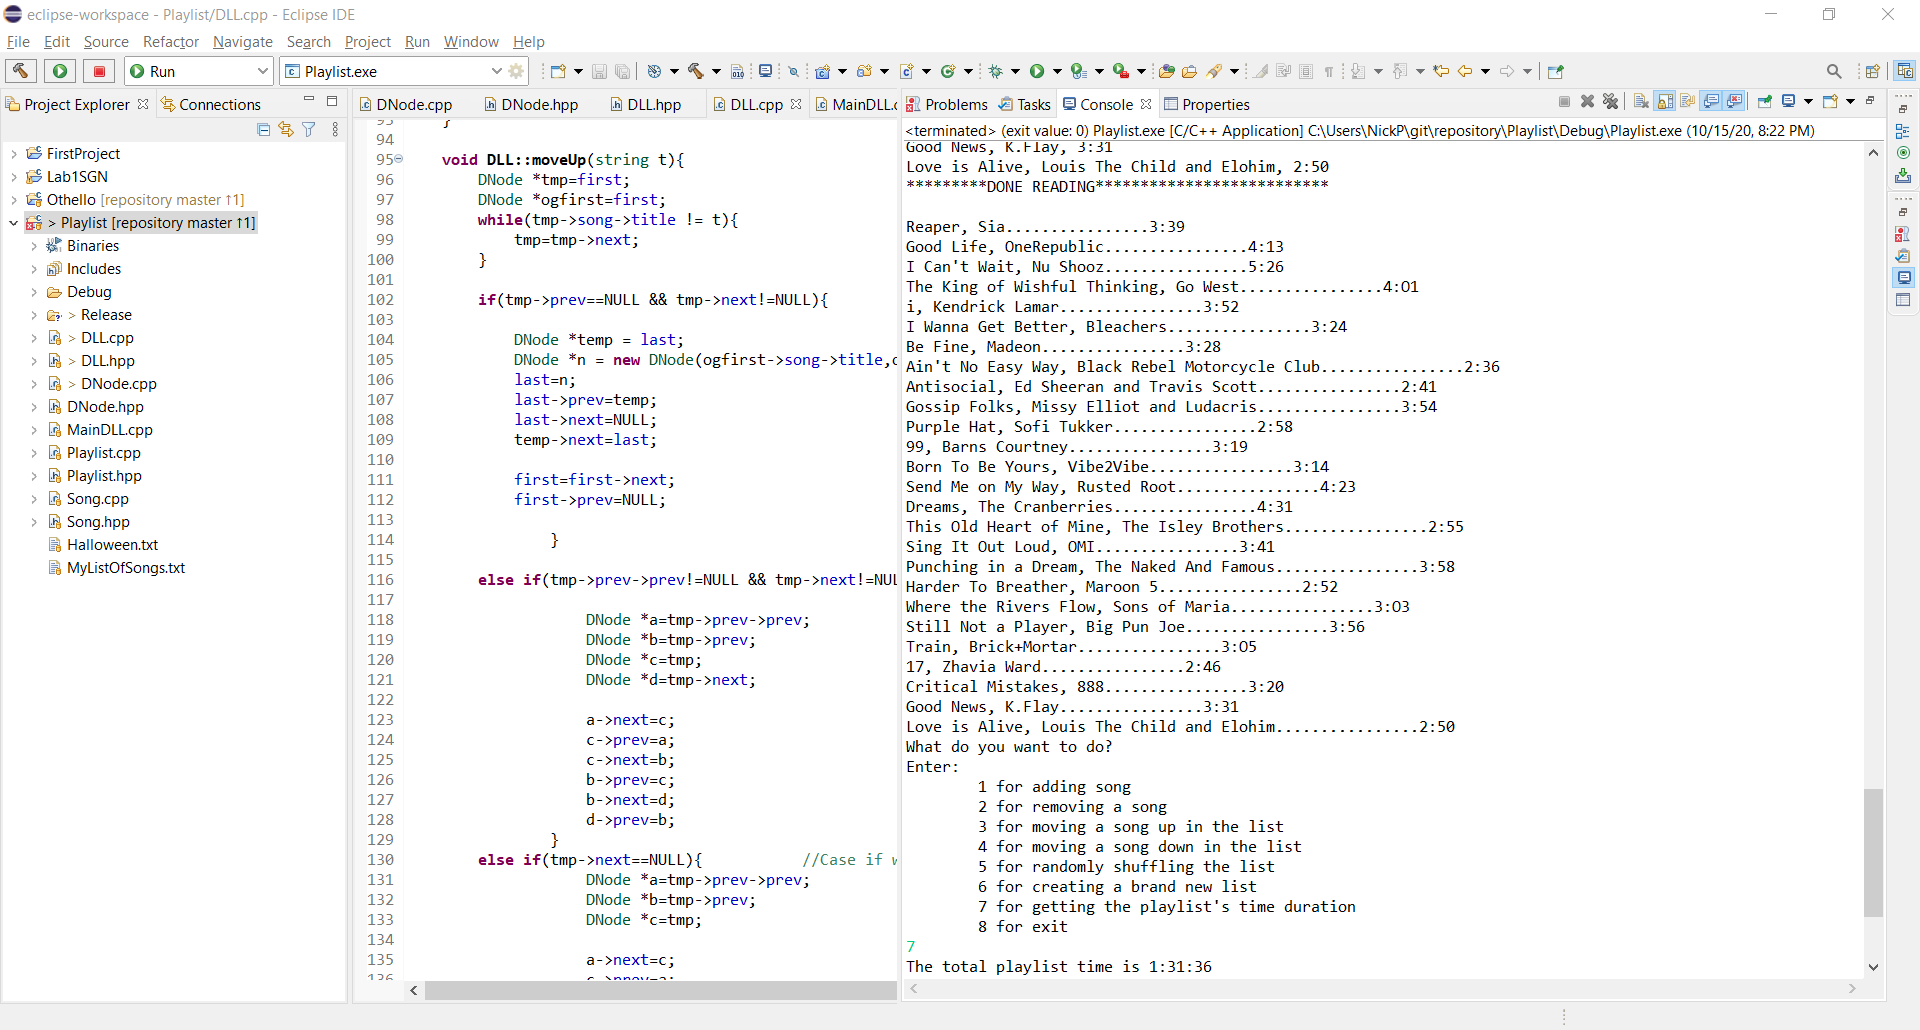 eclipse-workspace - Playlist/DLL.cpp - Eclipse IDE
File Edit Source Refactor Navigate Search Project Run Window Help
Run
Playlist.exe
Project Explorer
Connections
FirstProject
Lab1SGN
Othello [repository master ↑1]
> Playlist [repository master ↑1]
Binaries
Includes
Debug
> Release
> DLL.cpp
> DLL.hpp
> DNode.cpp
DNode.hpp
MainDLL.cpp
Playlist.cpp
Playlist.hpp
Song.cpp
Song.hpp
Halloween.txt
MyListOfSongs.txt
DNode.cpp DNode.hpp DLL.hpp DLL.cpp MainDLL.c
93 }
94
95 void DLL::moveUp(string t){
96 DNode *tmp=first;
97 DNode *ogfirst=first;
98 while(tmp->song->title != t){
99 tmp=tmp->next;
100 }
101
102 if(tmp->prev==NULL && tmp->next!=NULL){
103
104 DNode *temp = last;
105 DNode *n = new DNode(ogfirst->song->title,
106 last=n;
107 last->prev=temp;
108 last->next=NULL;
109 temp->next=last;
110
111 first=first->next;
112 first->prev=NULL;
113
114 }
115
116 else if(tmp->prev->prev!=NULL && tmp->next!=NUL
117
118 DNode *a=tmp->prev->prev;
119 DNode *b=tmp->prev;
120 DNode *c=tmp;
121 DNode *d=tmp->next;
122
123 a->next=c;
124 c->prev=a;
125 c->next=b;
126 b->prev=c;
127 b->next=d;
128 d->prev=b;
129 }
130 else if(tmp->next==NULL){ //Case if w
131 DNode *a=tmp->prev->prev;
132 DNode *b=tmp->prev;
133 DNode *c=tmp;
134
135 a->next=c;
136 c->prev=a;
Problems Tasks Console Properties
<terminated> (exit value: 0) Playlist.exe [C/C++ Application] C:\Users\NickP\git\repository\Playlist\Debug\Playlist.exe (10/15/20, 8:22 PM)
Good News, K.Flay, 3:31
Love is Alive, Louis The Child and Elohim, 2:50
*********DONE READING**************************
Reaper, Sia................3:39
Good Life, OneRepublic................4:13
I Can't Wait, Nu Shooz................5:26
The King of Wishful Thinking, Go West................4:01
i, Kendrick Lamar................3:52
I Wanna Get Better, Bleachers................3:24
Be Fine, Madeon................3:28
Ain't No Easy Way, Black Rebel Motorcycle Club................2:36
Antisocial, Ed Sheeran and Travis Scott................2:41
Gossip Folks, Missy Elliot and Ludacris................3:54
Purple Hat, Sofi Tukker................2:58
99, Barns Courtney................3:19
Born To Be Yours, Vibe2Vibe................3:14
Send Me on My Way, Rusted Root................4:23
Dreams, The Cranberries................4:31
This Old Heart of Mine, The Isley Brothers................2:55
Sing It Out Loud, OMI................3:41
Punching in a Dream, The Naked And Famous................3:58
Harder To Breather, Maroon 5................2:52
Where the Rivers Flow, Sons of Maria................3:03
Still Not a Player, Big Pun Joe................3:56
Train, Brick+Mortar................3:05
17, Zhavia Ward................2:46
Critical Mistakes, 888................3:20
Good News, K.Flay................3:31
Love is Alive, Louis The Child and Elohim................2:50
What do you want to do?
Enter:
1 for adding song
2 for removing a song
3 for moving a song up in the list
4 for moving a song down in the list
5 for randomly shuffling the list
6 for creating a brand new list
7 for getting the playlist's time duration
8 for exit
7
The total playlist time is 1:31:36